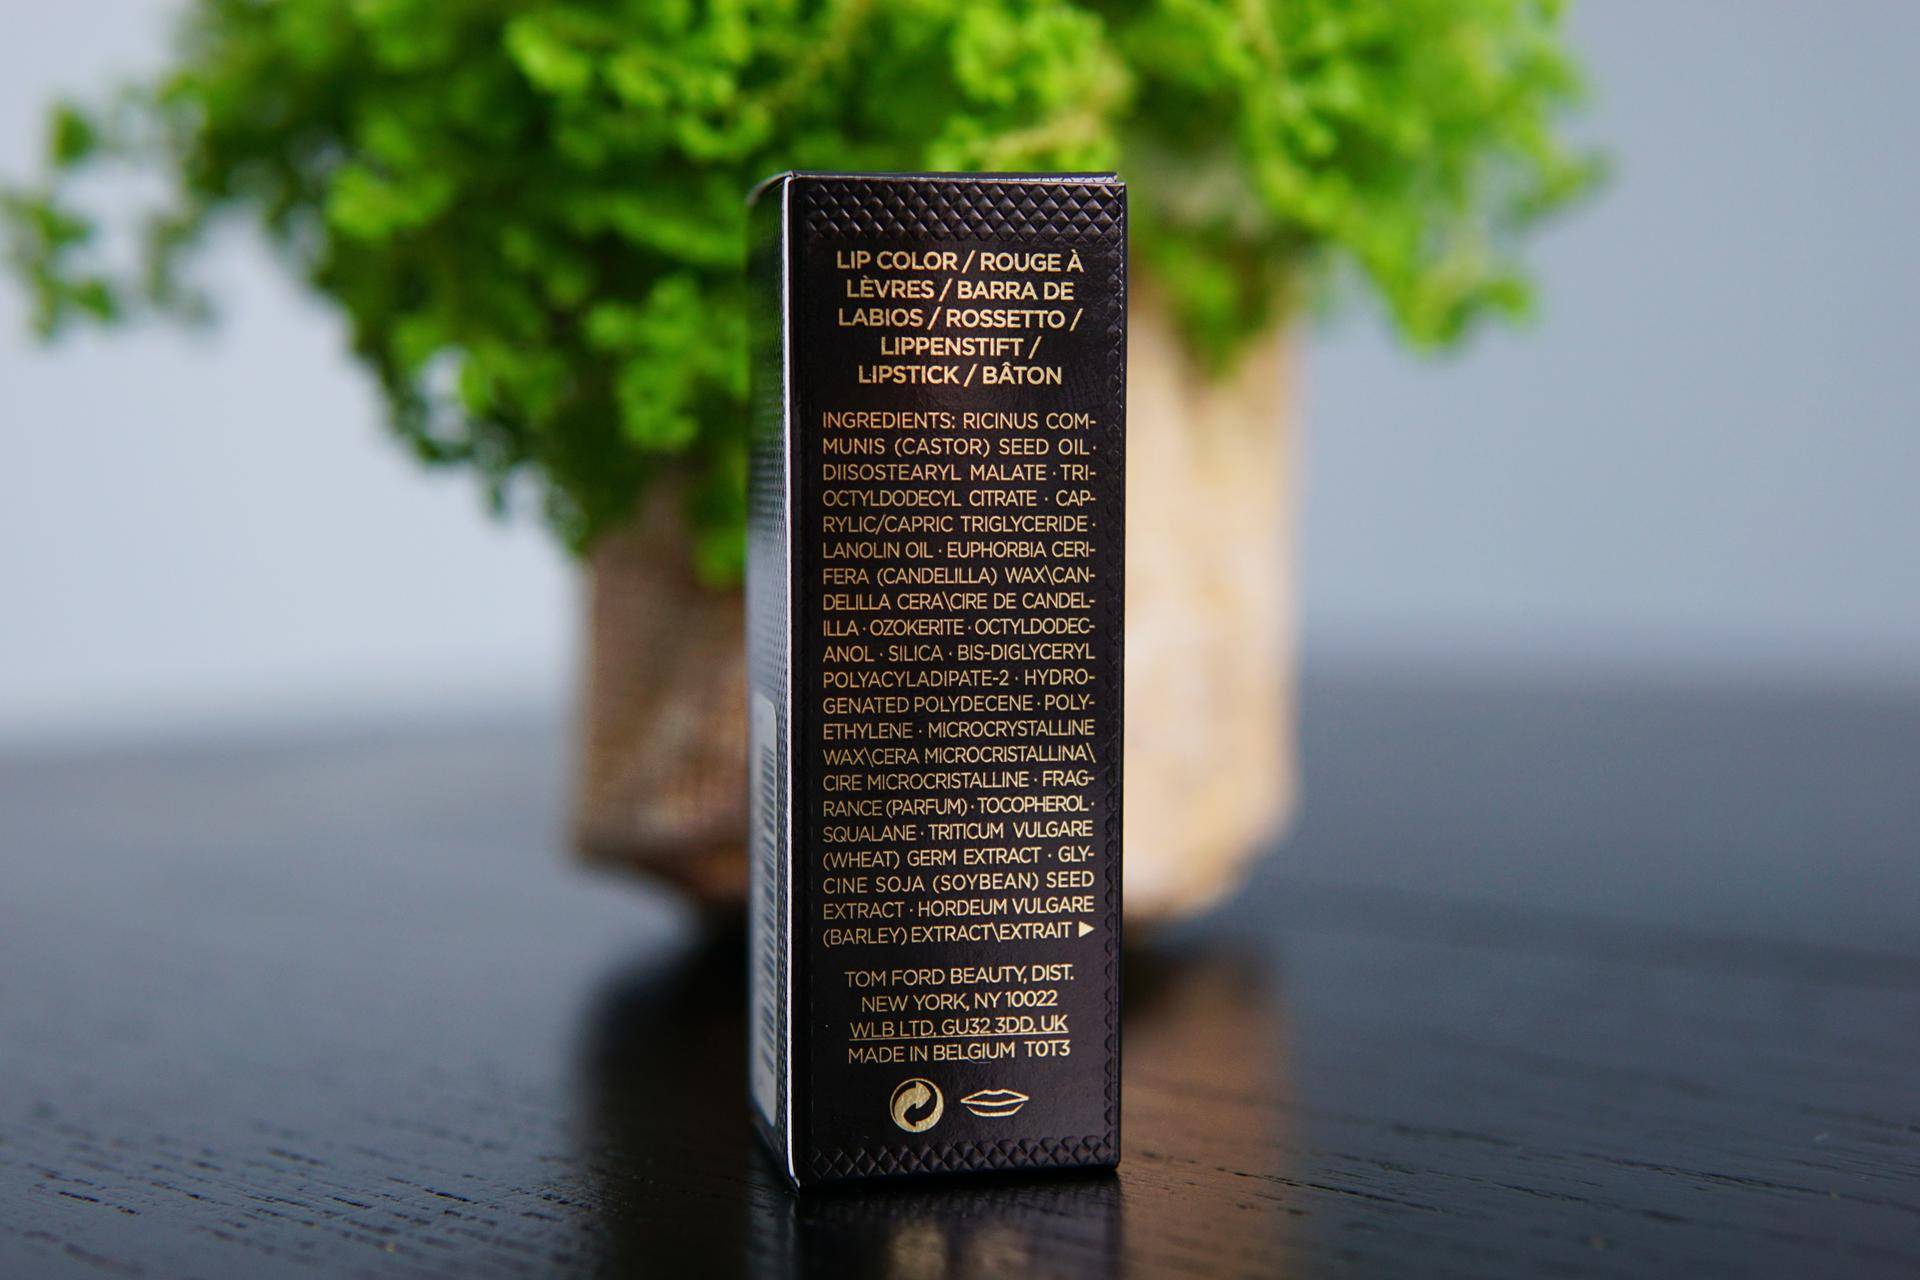 LIP COLOR / ROUGE À
LÈVRES / BARRA DE
LABIOS / ROSSETTO /
LIPPENSTIFT /
LIPSTICK / BÂTON
INGREDIENTS: RICINUS COM-
MUNIS (CASTOR) SEED OIL ·
DIISOSTEARYL MALATE · TRI-
OCTYLDODECYL CITRATE · CAP-
RYLIC/CAPRIC TRIGLYCERIDE ·
LANOLIN OIL · EUPHORBIA CERI-
FERA (CANDELILLA) WAX\CAN-
DELILLA CERA\CIRE DE CANDEL-
ILLA · OZOKERITE · OCTYLDODEC-
ANOL · SILICA · BIS-DIGLYCERYL
POLYACYLADIPATE-2 · HYDRO-
GENATED POLYDECENE · POLY-
ETHYLENE · MICROCRYSTALLINE
WAX\CERA MICROCRISTALLINA\
CIRE MICROCRISTALLINE · FRAG-
RANCE (PARFUM) · TOCOPHEROL ·
SQUALANE · TRITICUM VULGARE
(WHEAT) GERM EXTRACT · GLY-
CINE SOJA (SOYBEAN) SEED
EXTRACT · HORDEUM VULGARE
(BARLEY) EXTRACT\EXTRAIT ▶
TOM FORD BEAUTY, DIST.
NEW YORK, NY 10022
WLB LTD, GU32 3DD, UK
MADE IN BELGIUM T0T3